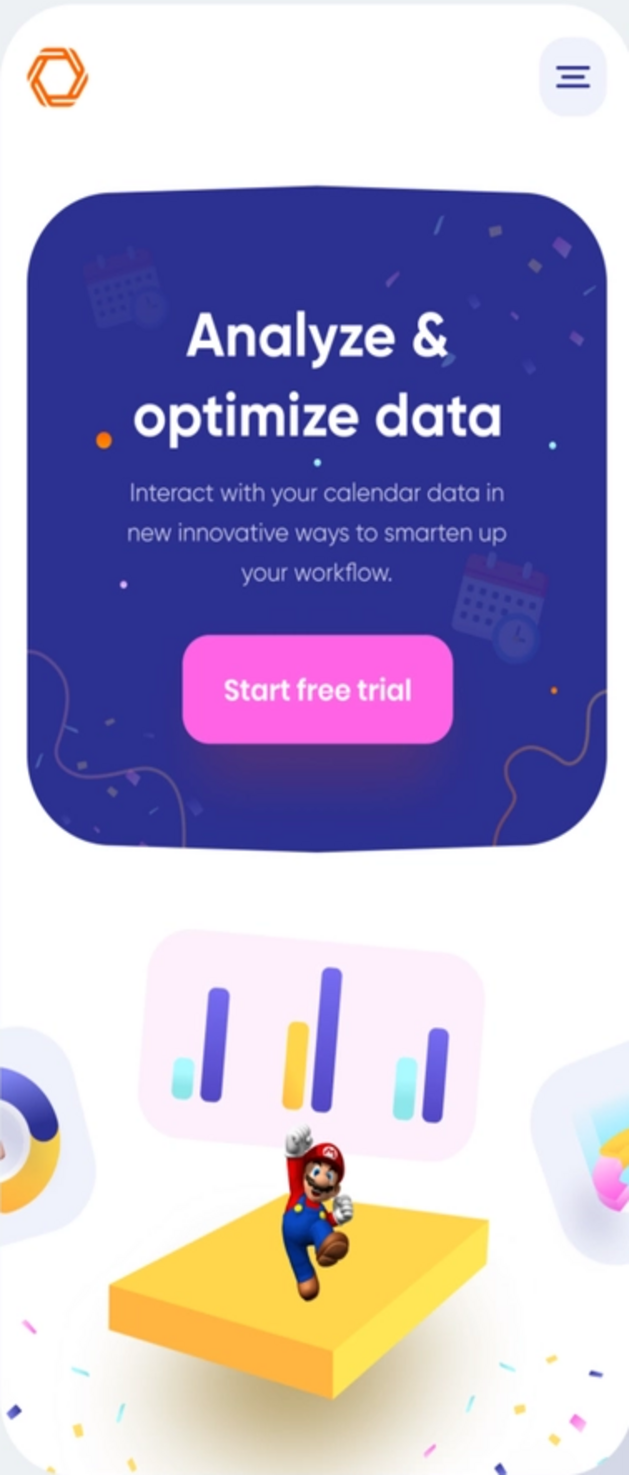 Analyze &
optimize data
Interact with your calendar data in
new innovative ways to smarten up
your workflow.
Start free trial